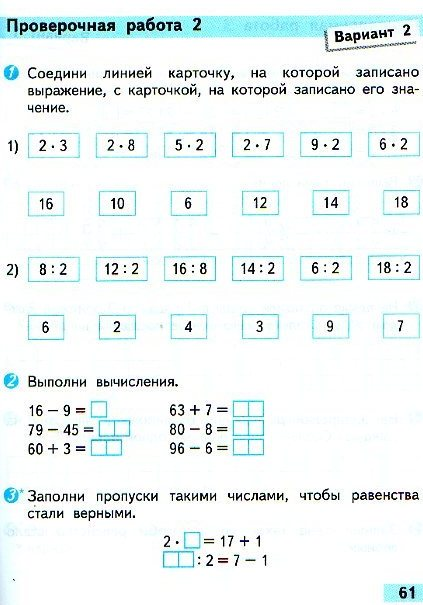 Проверочная работа 2
Вариант 2
1 Соедини линией карточку, на которой записано
выражение, с карточкой, на которой записано его зна-
чение.
1) 2 · 3 2 · 8 5 · 2 2 · 7 9 · 2 6 · 2
16 10 6 12 14 18
2) 8 : 2 12 : 2 16 : 8 14 : 2 6 : 2 18 : 2
6 2 4 3 9 7
2 Выполни вычисления.
16 − 9 = □ 63 + 7 = □□
79 − 45 = □□ 80 − 8 = □□
60 + 3 = □□ 96 − 6 = □□
3* Заполни пропуски такими числами, чтобы равенства
стали верными.
2 · □ = 17 + 1
□□ : 2 = 7 − 1
61